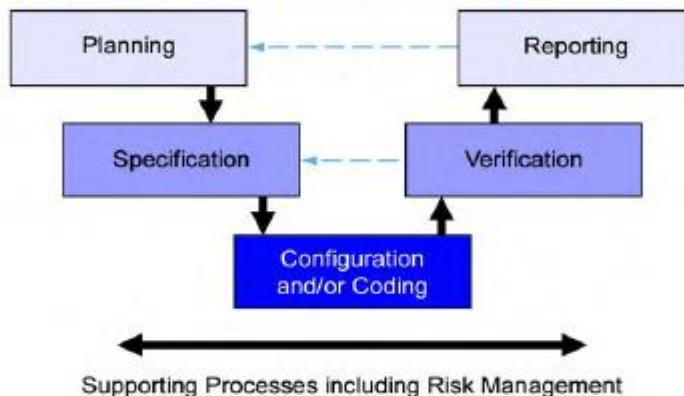 Planning
Reporting
Specification
Verification
Configuration
and/or Coding
Supporting Processes including Risk Management